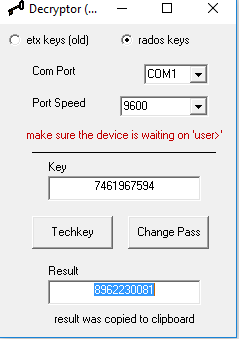 Decryptor (...
etx keys (old)
rados keys
Com Port
COM1
Port Speed
9600
make sure the device is waiting on 'user>'
Key
7461967594
Techkey
Change Pass
Result
8962230081
result was copied to clipboard